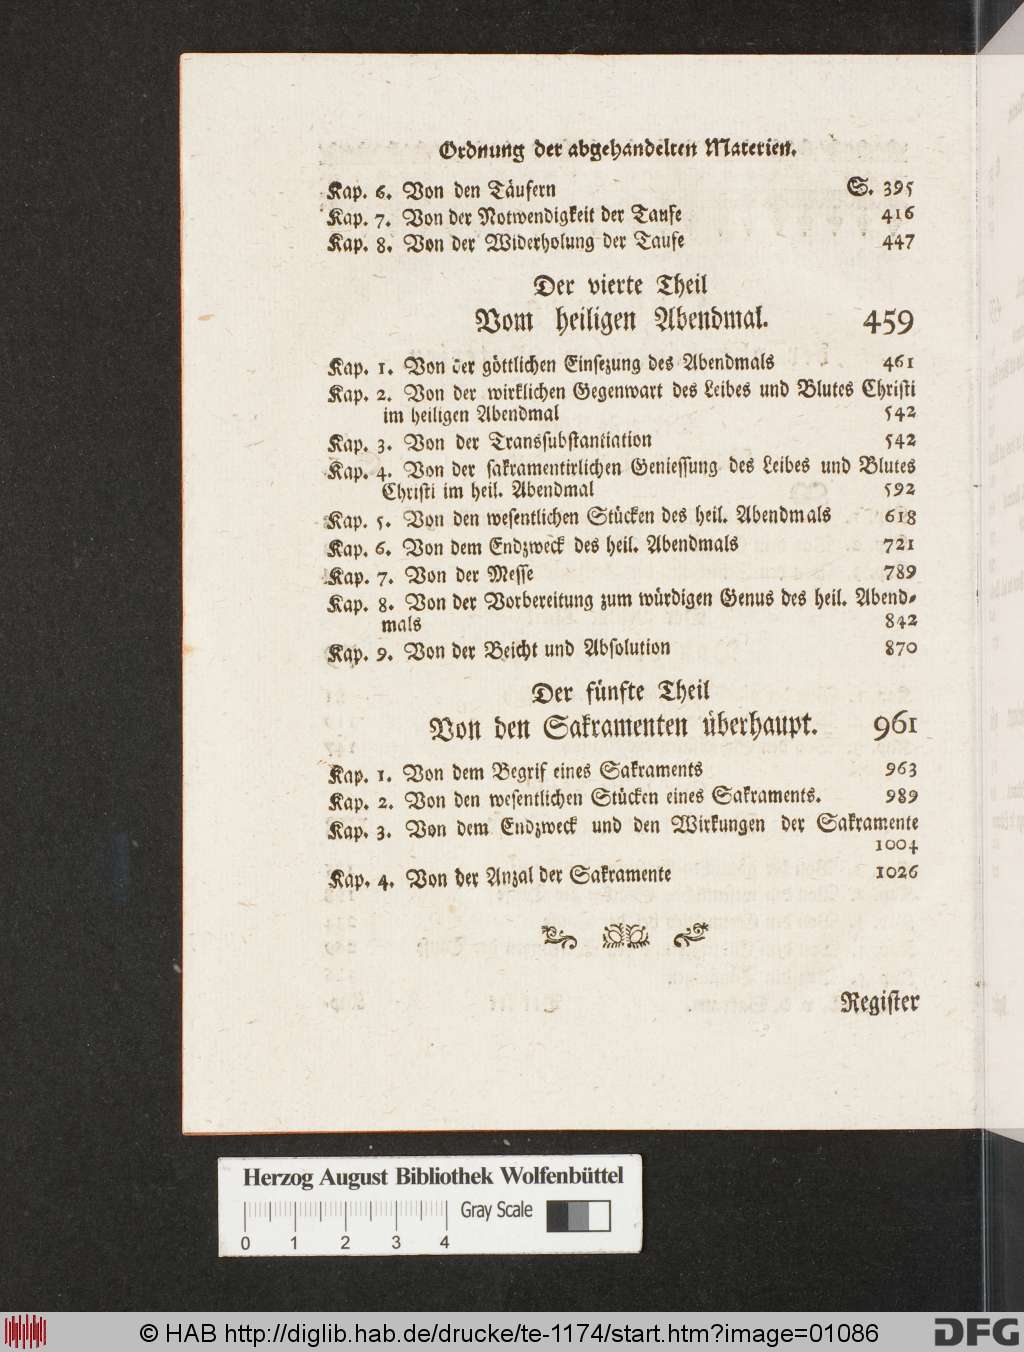 Ordnung der abgehandelten Materien.
Kap. 6. Von den Täufern S. 395
Kap. 7. Von der Notwendigkeit der Taufe 416
Kap. 8. Von der Widerholung der Taufe 447
Der vierte Theil
Vom heiligen Abendmal. 459
Kap. 1. Von der göttlichen Einsezung des Abendmals 461
Kap. 2. Von der wirklichen Gegenwart des Leibes und Blutes Christi
im heiligen Abendmal 542
Kap. 3. Von der Transsubstantiation 542
Kap. 4. Von der sakramentirlichen Geniessung des Leibes und Blutes
Christi im heil. Abendmal 592
Kap. 5. Von den wesentlichen Stücken des heil. Abendmals 618
Kap. 6. Von dem Endzweck des heil. Abendmals 721
Kap. 7. Von der Messe 789
Kap. 8. Von der Vorbereitung zum würdigen Genus des heil. Abend-
mals 842
Kap. 9. Von der Beicht und Absolution 870
Der fünfte Theil
Von den Sakramenten überhaupt. 961
Kap. 1. Von dem Begrif eines Sakraments 963
Kap. 2. Von den wesentlichen Stücken eines Sakraments. 989
Kap. 3. Von dem Endzweck und den Wirkungen der Sakramente
1004
Kap. 4. Von der Anzal der Sakramente 1026
Register
Herzog August Bibliothek Wolfenbüttel
Gray Scale
0 1 2 3 4
© HAB http://diglib.hab.de/drucke/te-1174/start.htm?image=01086
DFG